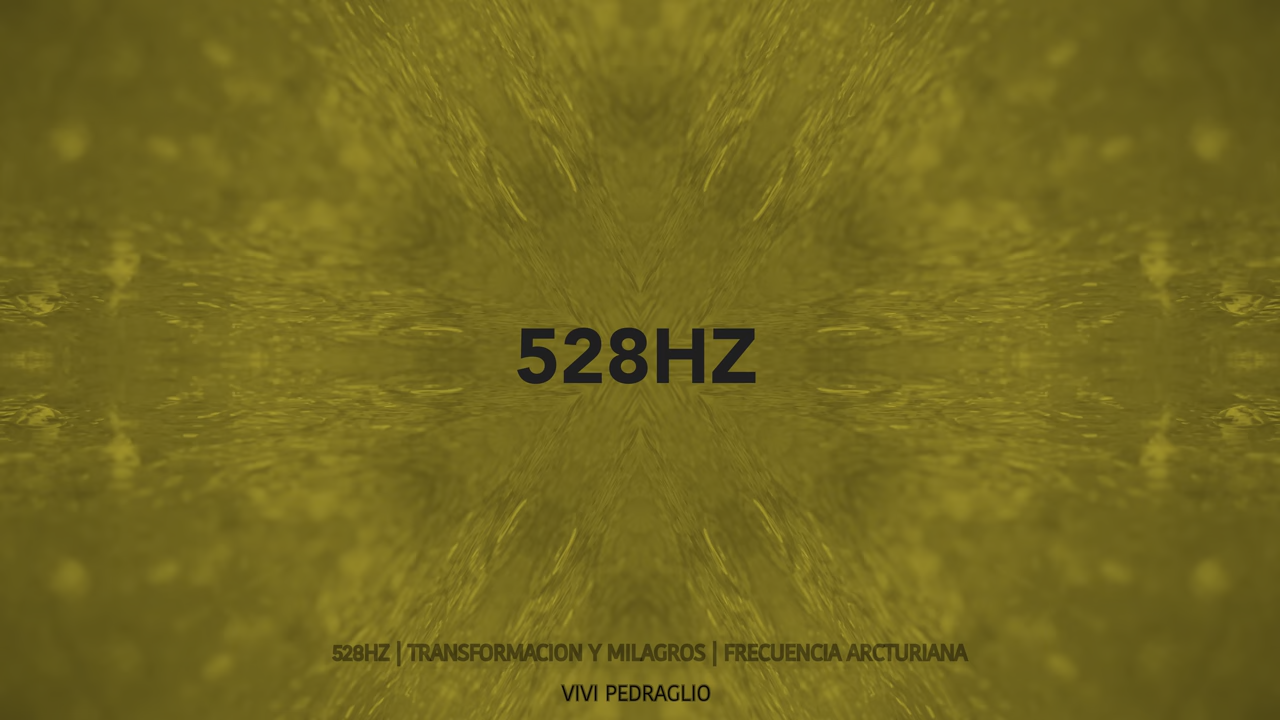 528HZ
528HZ | TRANSFORMACION Y MILAGROS | FRECUENCIA ARCTURIANA
VIVI PEDRAGLIO